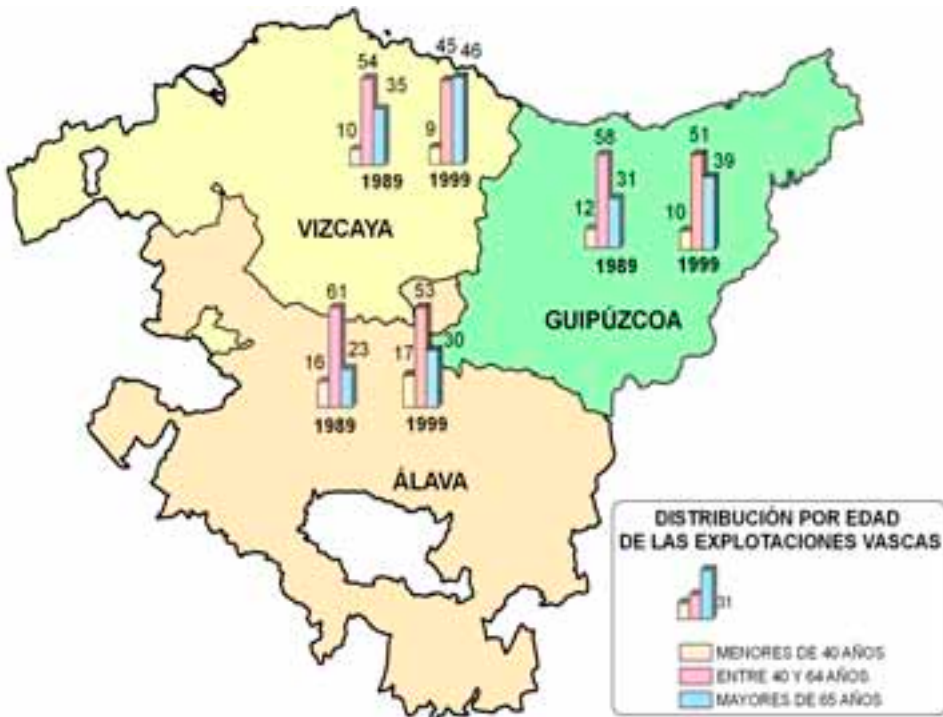 45 46
54
35
10
9
1989 1999
VIZCAYA
58
51
39
31
12
10
1989 1999
GUIPÚZCOA
61
53
30
23
16
17
1989 1999
ÁLAVA
DISTRIBUCIÓN POR EDAD
DE LAS EXPLOTACIONES VASCAS
31
MENORES DE 40 AÑOS
ENTRE 40 Y 64 AÑOS
MAYORES DE 65 AÑOS